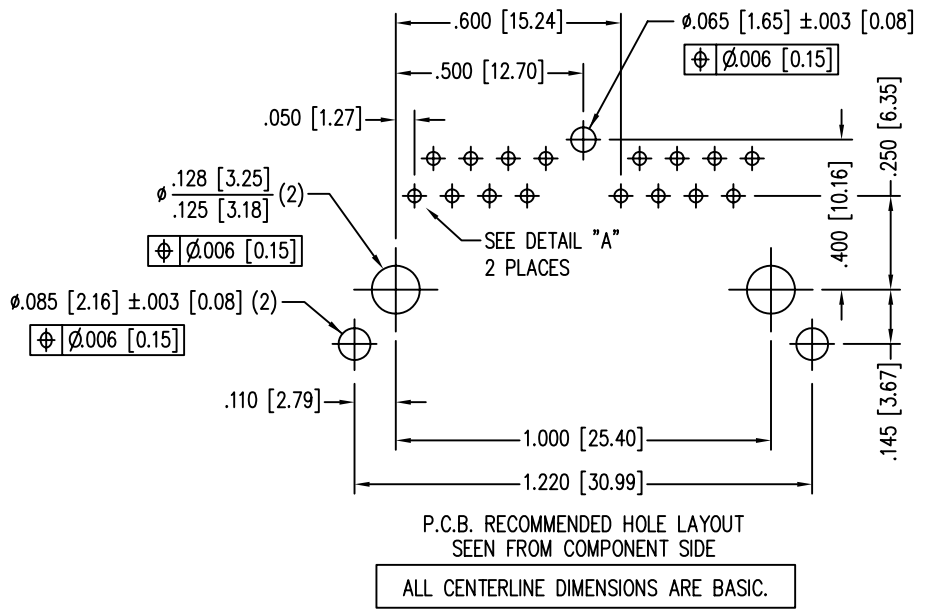 .600 [15.24]
ø.065 [1.65] ±.003 [0.08]
⌖ Ø.006 [0.15]
.500 [12.70]
.050 [1.27]
.250 [6.35]
.400 [10.16]
ø .128 [3.25]
.125 [3.18] (2)
⌖ Ø.006 [0.15]
SEE DETAIL "A"
2 PLACES
ø.085 [2.16] ±.003 [0.08] (2)
⌖ Ø.006 [0.15]
.110 [2.79]
.145 [3.67]
1.000 [25.40]
1.220 [30.99]
P.C.B. RECOMMENDED HOLE LAYOUT
SEEN FROM COMPONENT SIDE
ALL CENTERLINE DIMENSIONS ARE BASIC.